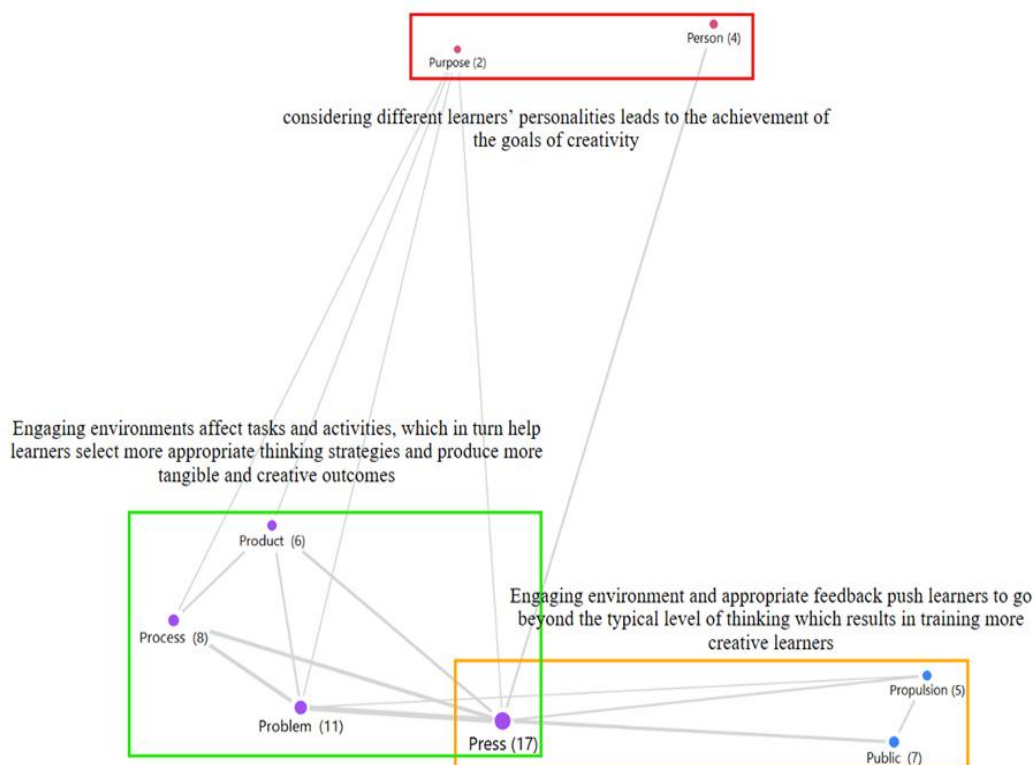 Person (4)
Purpose (2)
considering different learners’ personalities leads to the achievement of
the goals of creativity
Engaging environments affect tasks and activities, which in turn help
learners select more appropriate thinking strategies and produce more
tangible and creative outcomes
Product (6)
Process (8)
Problem (11)
Press (17)
Engaging environment and appropriate feedback push learners to go
beyond the typical level of thinking which results in training more
creative learners
Propulsion (5)
Public (7)